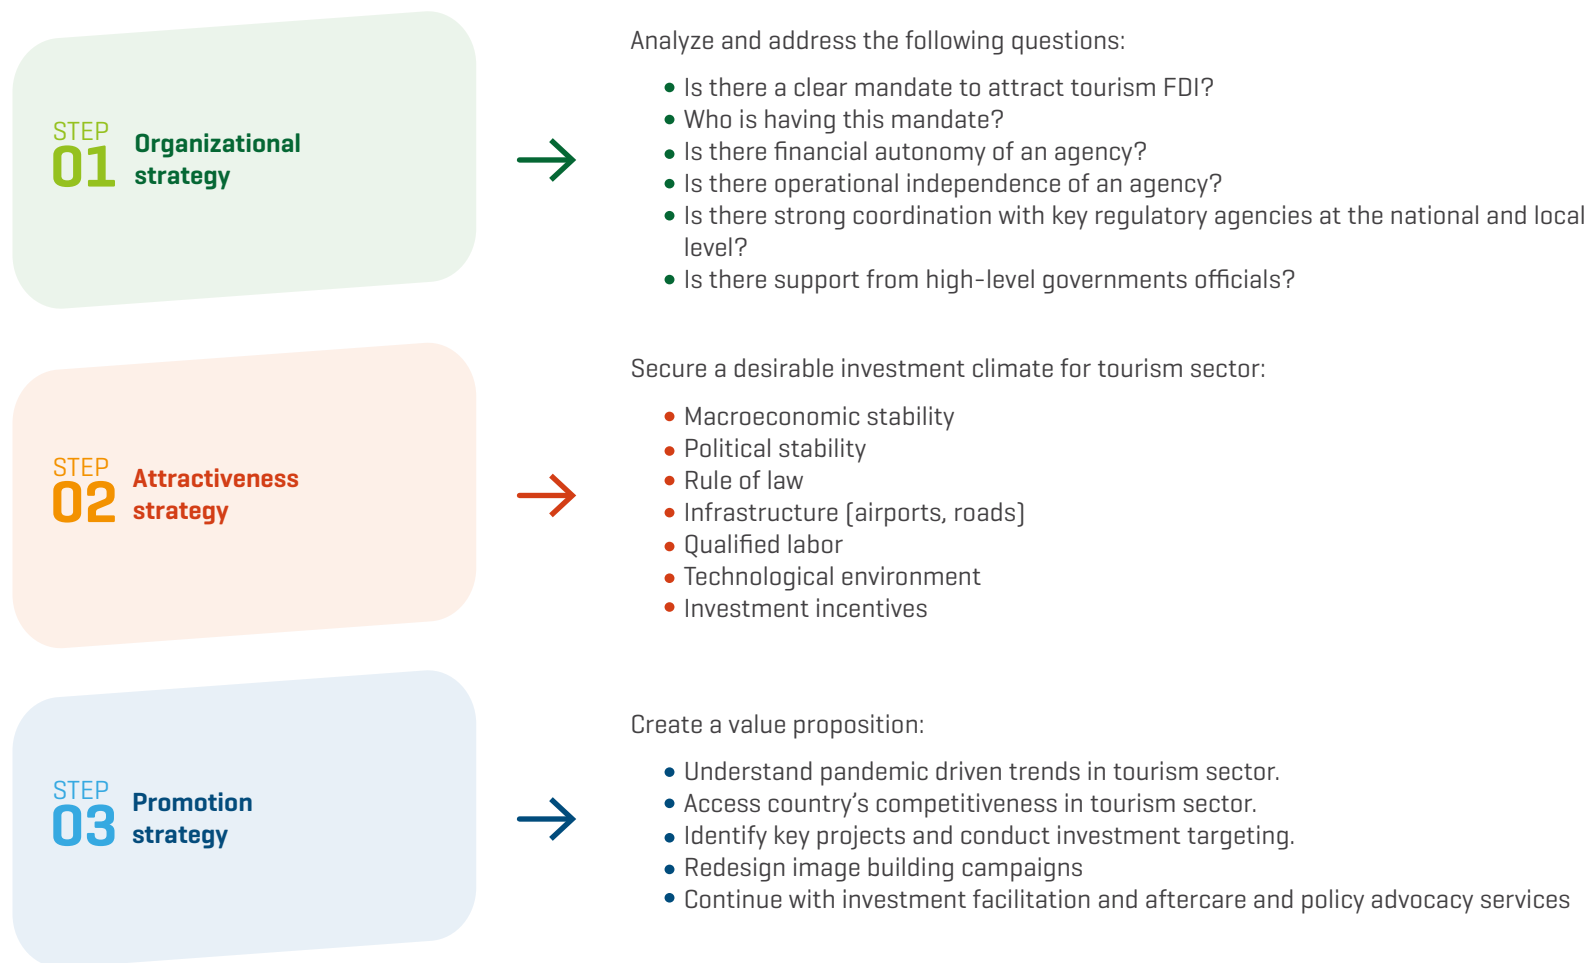 STEP
01
Organizational
strategy
Analyze and address the following questions:
• Is there a clear mandate to attract tourism FDI?
• Who is having this mandate?
• Is there financial autonomy of an agency?
• Is there operational independence of an agency?
• Is there strong coordination with key regulatory agencies at the national and local
level?
• Is there support from high-level governments officials?
STEP
02
Attractiveness
strategy
Secure a desirable investment climate for tourism sector:
• Macroeconomic stability
• Political stability
• Rule of law
• Infrastructure (airports, roads)
• Qualified labor
• Technological environment
• Investment incentives
STEP
03
Promotion
strategy
Create a value proposition:
• Understand pandemic driven trends in tourism sector.
• Access country's competitiveness in tourism sector.
• Identify key projects and conduct investment targeting.
• Redesign image building campaigns
• Continue with investment facilitation and aftercare and policy advocacy services